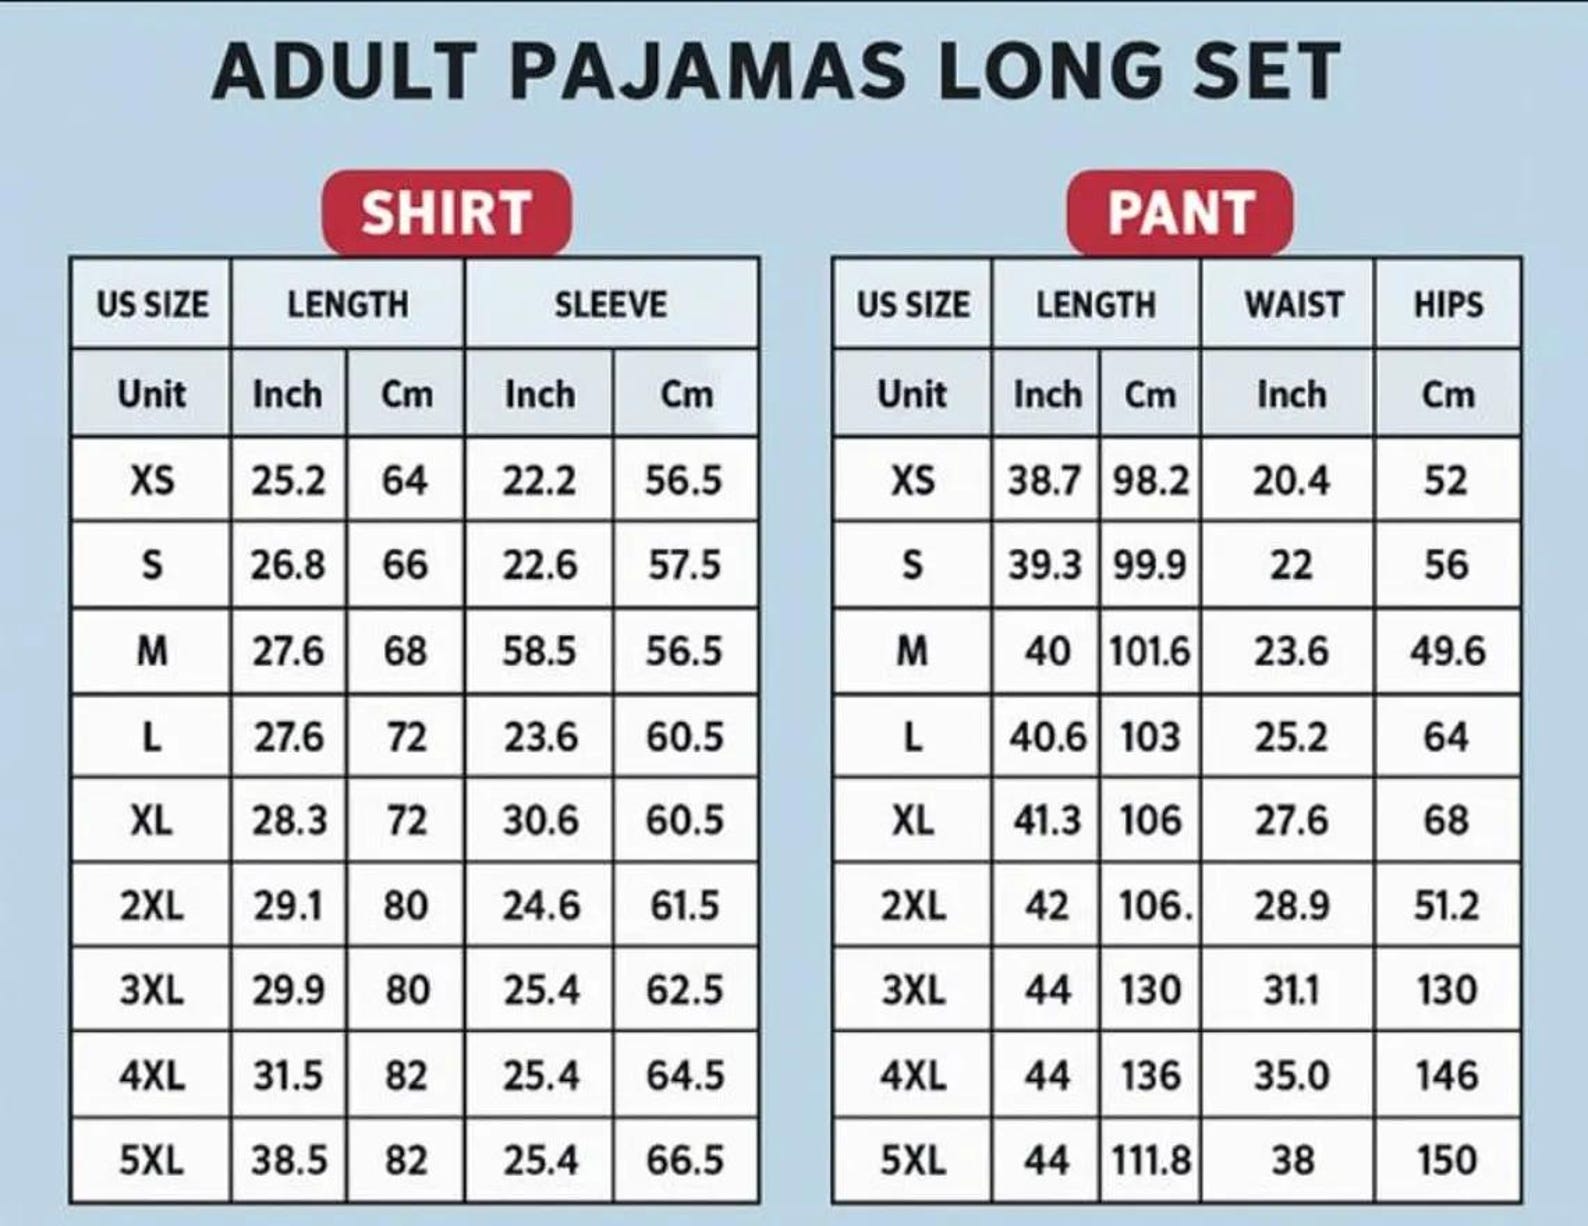 ADULT PAJAMAS LONG SET
SHIRT PANT
US SIZE LENGTH SLEEVE US SIZE LENGTH WAIST HIPS
Unit Inch Cm Inch Cm Unit Inch Cm Inch Cm
XS 25.2 64 22.2 56.5 XS 38.7 98.2 20.4 52
S 26.8 66 22.6 57.5 S 39.3 99.9 22 56
M 27.6 68 58.5 56.5 M 40 101.6 23.6 49.6
L 27.6 72 23.6 60.5 L 40.6 103 25.2 64
XL 28.3 72 30.6 60.5 XL 41.3 106 27.6 68
2XL 29.1 80 24.6 61.5 2XL 42 106. 28.9 51.2
3XL 29.9 80 25.4 62.5 3XL 44 130 31.1 130
4XL 31.5 82 25.4 64.5 4XL 44 136 35.0 146
5XL 38.5 82 25.4 66.5 5XL 44 111.8 38 150